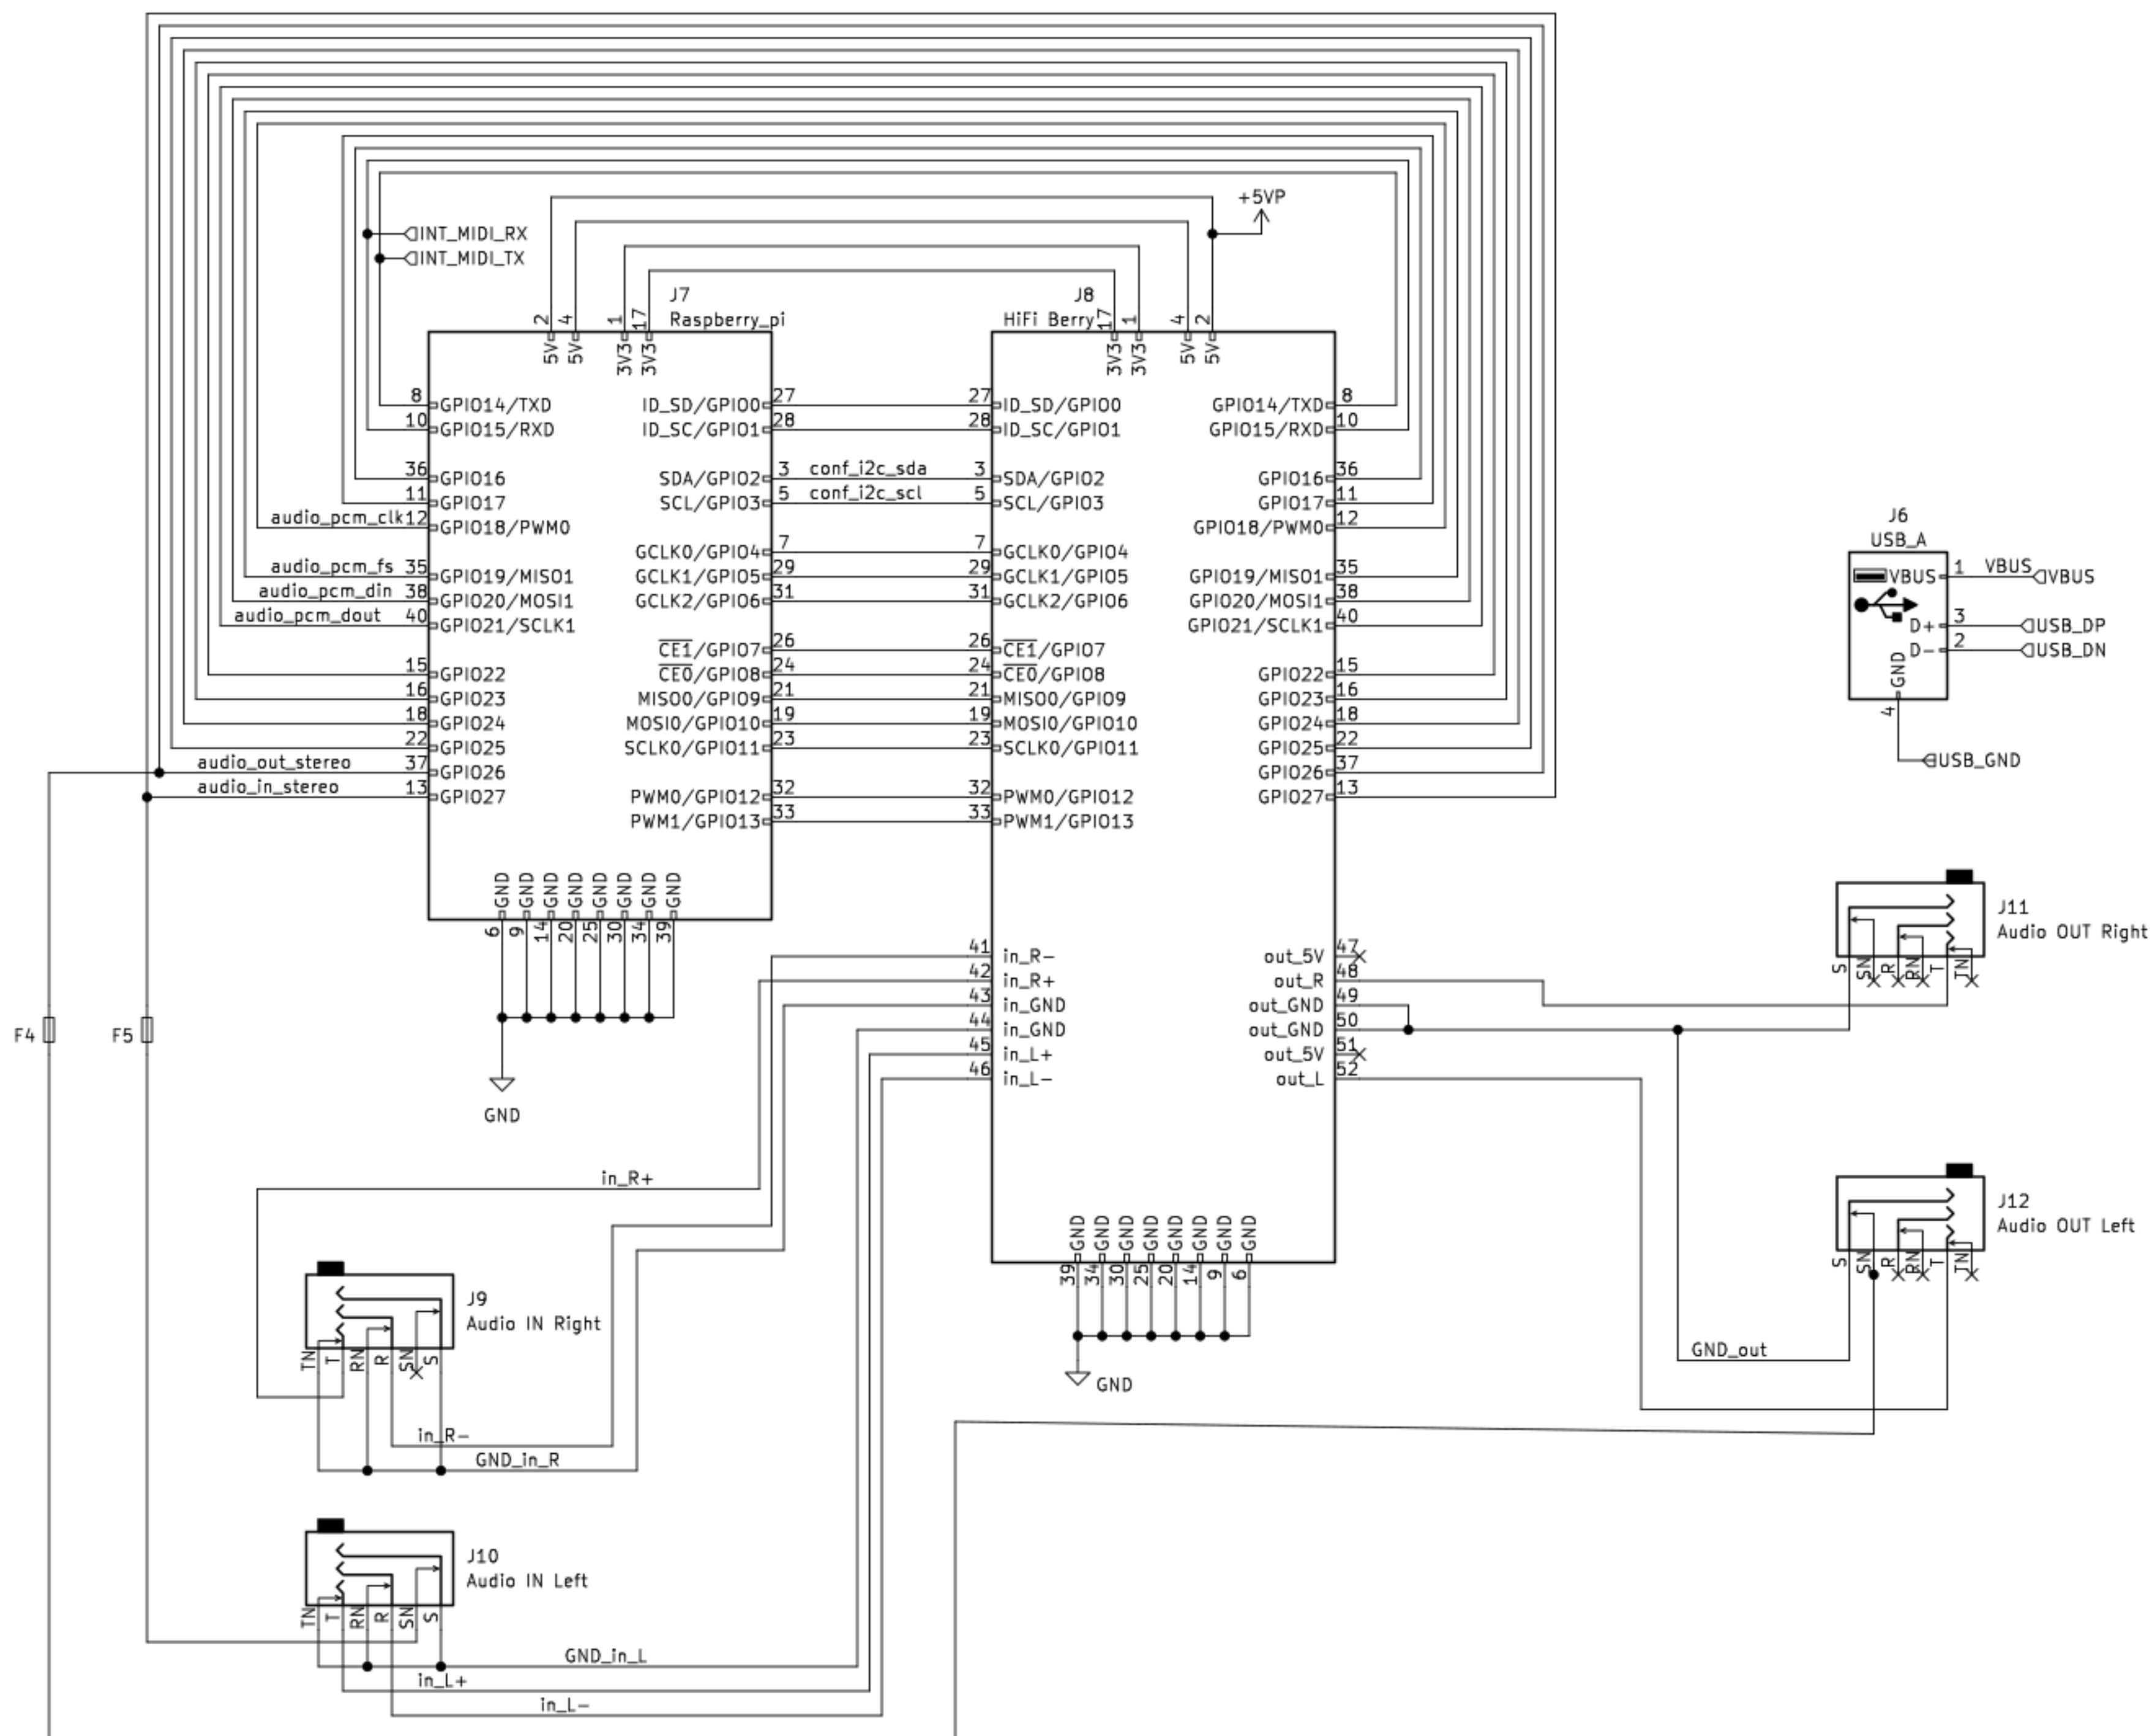 +5VP
INT_MIDI_RX
INT_MIDI_TX
J7
Raspberry_pi
J8
HiFi Berry
2 4 1 17
5V 5V 3V3 3V3
17 1 4 2
3V3 3V3 5V 5V
8 GPIO14/TXD ID_SD/GPIO0 27
10 GPIO15/RXD ID_SC/GPIO1 28
36 GPIO16 SDA/GPIO2 3 conf_i2c_sda
11 GPIO17 SCL/GPIO3 5 conf_i2c_scl
audio_pcm_clk 12 GPIO18/PWM0
GCLK0/GPIO4 7
audio_pcm_fs 35 GPIO19/MISO1 GCLK1/GPIO5 29
audio_pcm_din 38 GPIO20/MOSI1 GCLK2/GPIO6 31
audio_pcm_dout 40 GPIO21/SCLK1
CE1/GPIO7 26
15 GPIO22 CE0/GPIO8 24
16 GPIO23 MISO0/GPIO9 21
18 GPIO24 MOSI0/GPIO10 19
22 GPIO25 SCLK0/GPIO11 23
audio_out_stereo 37 GPIO26
audio_in_stereo 13 GPIO27 PWM0/GPIO12 32
PWM1/GPIO13 33
GND GND GND GND GND GND GND GND
6 9 14 20 25 30 34 39
GND
27 ID_SD/GPIO0 GPIO14/TXD 8
28 ID_SC/GPIO1 GPIO15/RXD 10
3 SDA/GPIO2 GPIO16 36
5 SCL/GPIO3 GPIO17 11
GPIO18/PWM0 12
7 GCLK0/GPIO4
29 GCLK1/GPIO5 GPIO19/MISO1 35
31 GCLK2/GPIO6 GPIO20/MOSI1 38
GPIO21/SCLK1 40
26 CE1/GPIO7
24 CE0/GPIO8 GPIO22 15
21 MISO0/GPIO9 GPIO23 16
19 MOSI0/GPIO10 GPIO24 18
23 SCLK0/GPIO11 GPIO25 22
GPIO26 37
32 PWM0/GPIO12 GPIO27 13
33 PWM1/GPIO13
41 in_R- out_5V 47
42 in_R+ out_R 48
43 in_GND out_GND 49
44 in_GND out_GND 50
45 in_L+ out_5V 51
46 in_L- out_L 52
GND GND GND GND GND GND GND GND
39 34 30 25 20 14 9 6
GND
J6
USB_A
VBUS 1 VBUS VBUS
D+ 3 USB_DP
D- 2 USB_DN
GND
4
USB_GND
J11
Audio OUT Right
S SN R RN T TN
J12
Audio OUT Left
S SN R RN T TN
GND_out
F4
F5
in_R+
J9
Audio IN Right
TN T RN R SN S
in_R-
GND_in_R
J10
Audio IN Left
TN T RN R SN S
GND_in_L
in_L+
in_L-